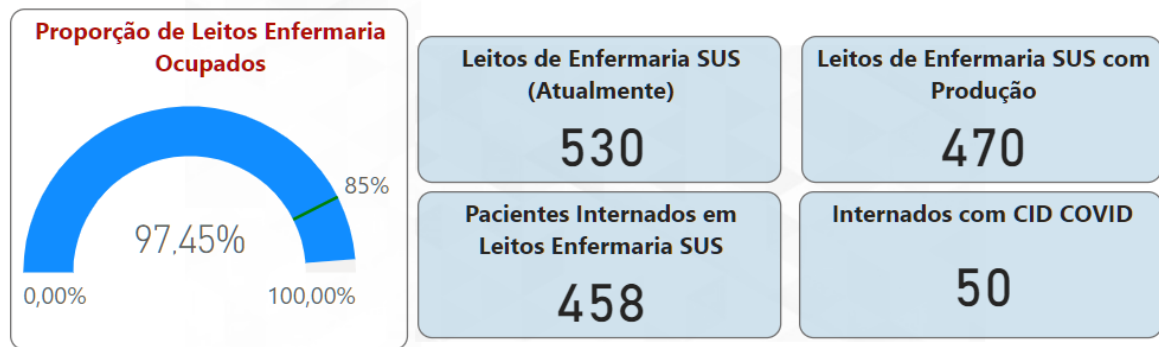 Proporção de Leitos Enfermaria
Ocupados
85%
97,45%
0,00%
100,00%
Leitos de Enfermaria SUS
(Atualmente)
530
Leitos de Enfermaria SUS com
Produção
470
Pacientes Internados em
Leitos Enfermaria SUS
458
Internados com CID COVID
50